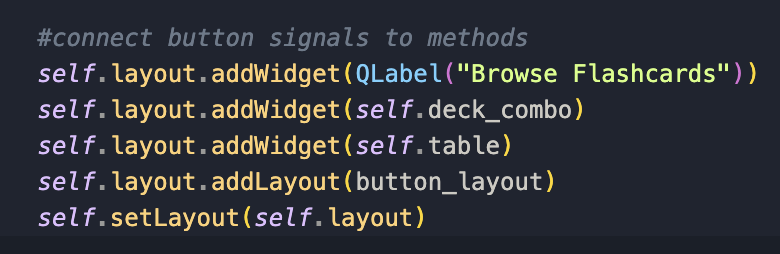 #connect button signals to methods
self.layout.addWidget(QLabel("Browse Flashcards"))
self.layout.addWidget(self.deck_combo)
self.layout.addWidget(self.table)
self.layout.addLayout(button_layout)
self.setLayout(self.layout)